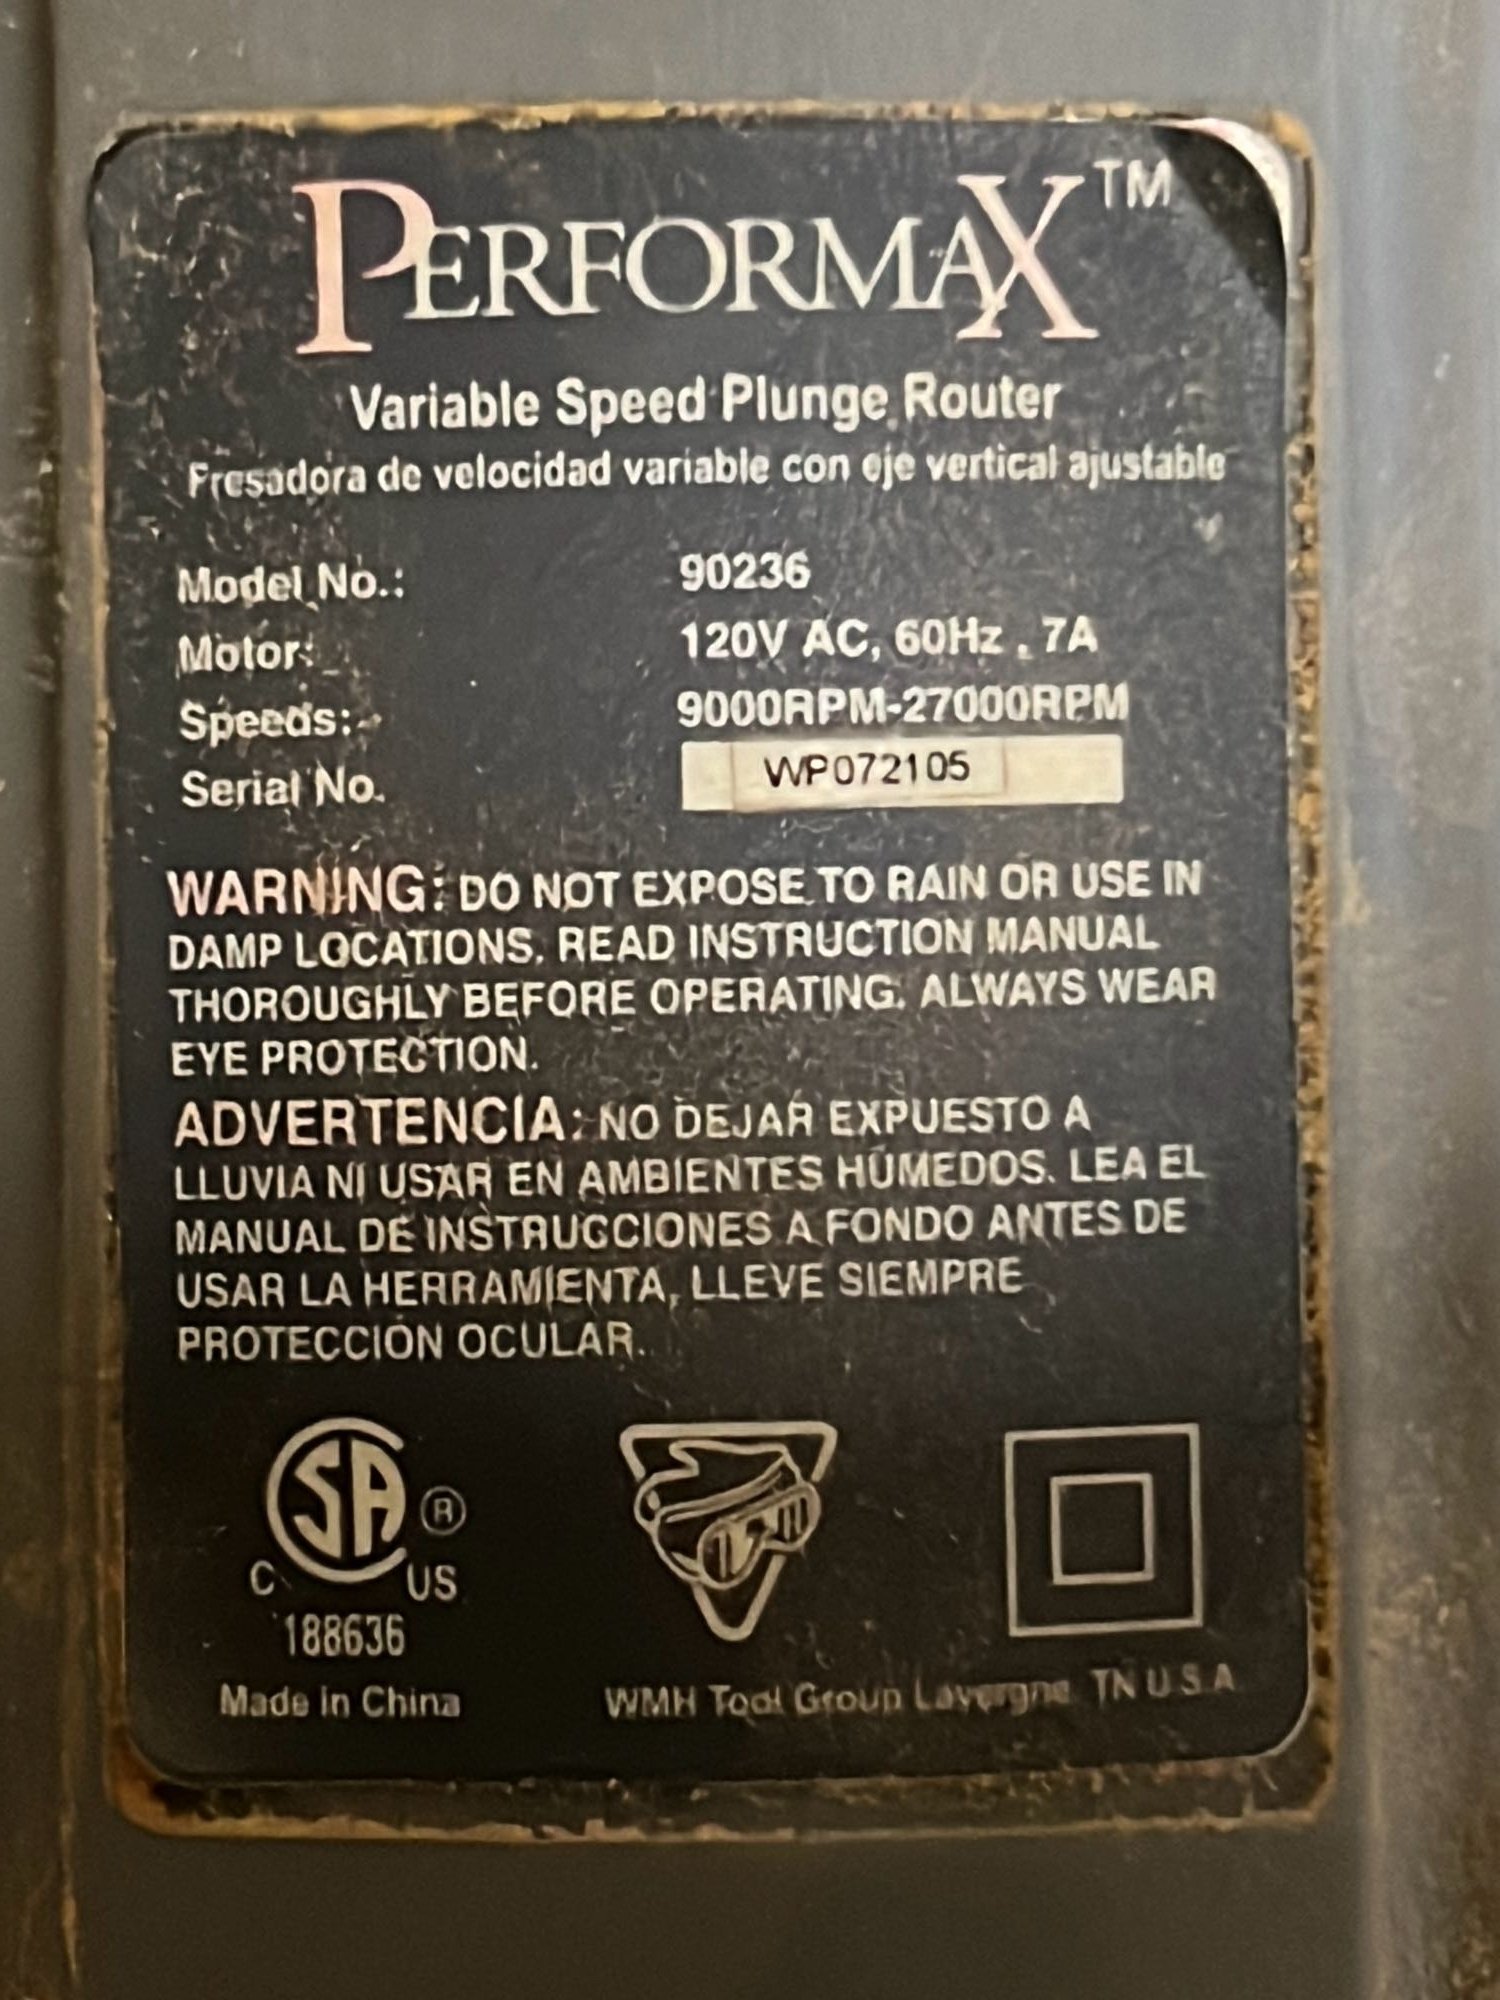 PERFORMAX™
Variable Speed Plunge Router
Fresadora de velocidad variable con eje vertical ajustable
Model No.: 90236
Motor: 120V AC, 60Hz , 7A
Speeds: 9000RPM-27000RPM
Serial No. WP072105
WARNING: DO NOT EXPOSE TO RAIN OR USE IN
DAMP LOCATIONS. READ INSTRUCTION MANUAL
THOROUGHLY BEFORE OPERATING. ALWAYS WEAR
EYE PROTECTION.
ADVERTENCIA: NO DEJAR EXPUESTO A
LLUVIA NI USAR EN AMBIENTES HÚMEDOS. LEA EL
MANUAL DE INSTRUCCIONES A FONDO ANTES DE
USAR LA HERRAMIENTA, LLEVE SIEMPRE
PROTECCIÓN OCULAR.
SA ®
C US
188636
Made in China
WMH Tool Group Lavergne TN U.S.A